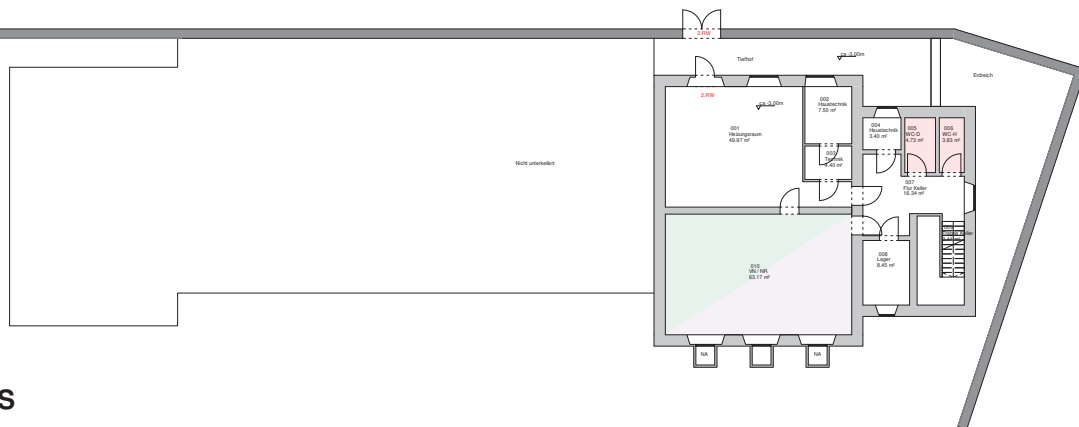 2.RW
Tiefhof
ca -3,00m
Erdreich
2.RW
ca -3,00m
002
Haustechnik
7.50 m²
001
Heizungsraum
49.97 m²
004
Haustechnik
3.40 m²
005
WC-D
4.73 m²
006
WC-H
3.83 m²
003
Technik
4.40 m²
Nicht unterkellert
007
Flur Keller
16.34 m²
008
Lager
8.45 m²
010
VN / NR
63.17 m²
NA
NA
S